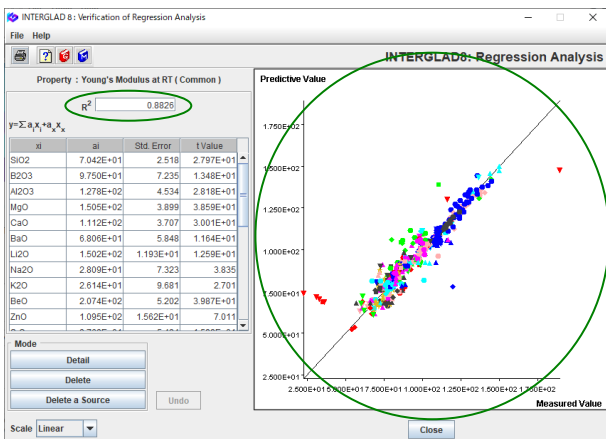 INTERGLAD 8 : Verification of Regression Analysis
File Help
INTERGLAD8: Regression Analysis
Property : Young's Modulus at RT ( Common )
R2 0.8826
y=Σaixi+axxx
xi ai Std. Error t Value
SiO2 7.042E+01 2.518 2.797E+01
B2O3 9.750E+01 7.235 1.348E+01
Al2O3 1.278E+02 4.534 2.818E+01
MgO 1.505E+02 3.899 3.859E+01
CaO 1.112E+02 3.707 3.001E+01
BaO 6.806E+01 5.848 1.164E+01
Li2O 1.502E+02 1.193E+01 1.259E+01
Na2O 2.809E+01 7.323 3.835
K2O 2.614E+01 9.681 2.701
BeO 2.074E+02 5.202 3.987E+01
ZnO 1.095E+02 1.562E+01 7.011
Mode
Detail
Delete
Delete a Source
Undo
Scale Linear
Predictive Value
1.750E+02
1.500E+02
1.250E+02
1.000E+02
7.500E+01
5.000E+01
2.500E+01
2.500E+01 5.000E+01 7.500E+01 1.000E+02 1.250E+02 1.500E+02 1.750E+02
Measured Value
Close